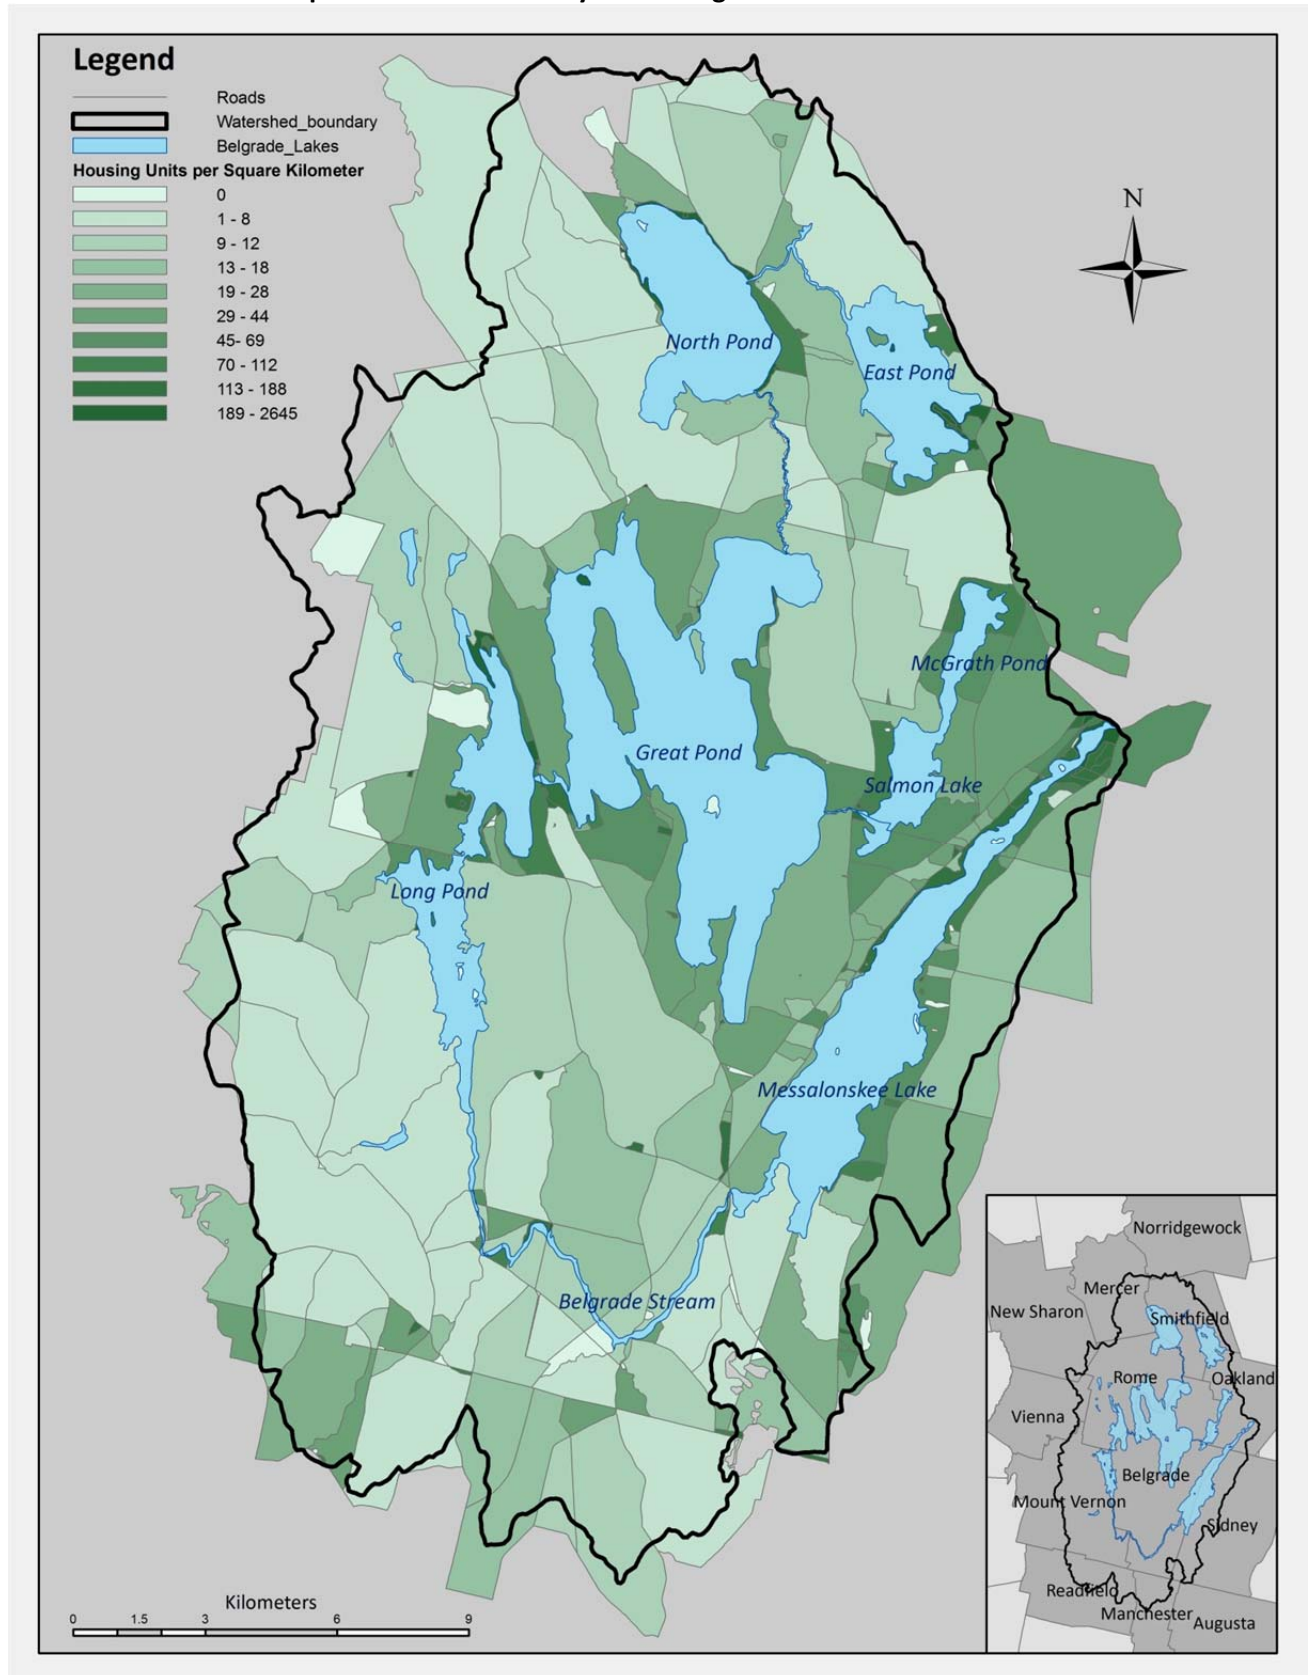 Legend
Roads
Watershed_boundary
Belgrade_Lakes
Housing Units per Square Kilometer
0
1 - 8
9 - 12
13 - 18
19 - 28
29 - 44
45- 69
70 - 112
113 - 188
189 - 2645
N
North Pond
East Pond
McGrath Pond
Great Pond
Salmon Lake
Long Pond
Messalonskee Lake
Belgrade Stream
Norridgewock
Mercer
New Sharon
Smithfield
Rome
Oakland
Vienna
Belgrade
Mount Vernon
Sidney
Readfield
Manchester
Augusta
Kilometers
0 1.5 3 6 9